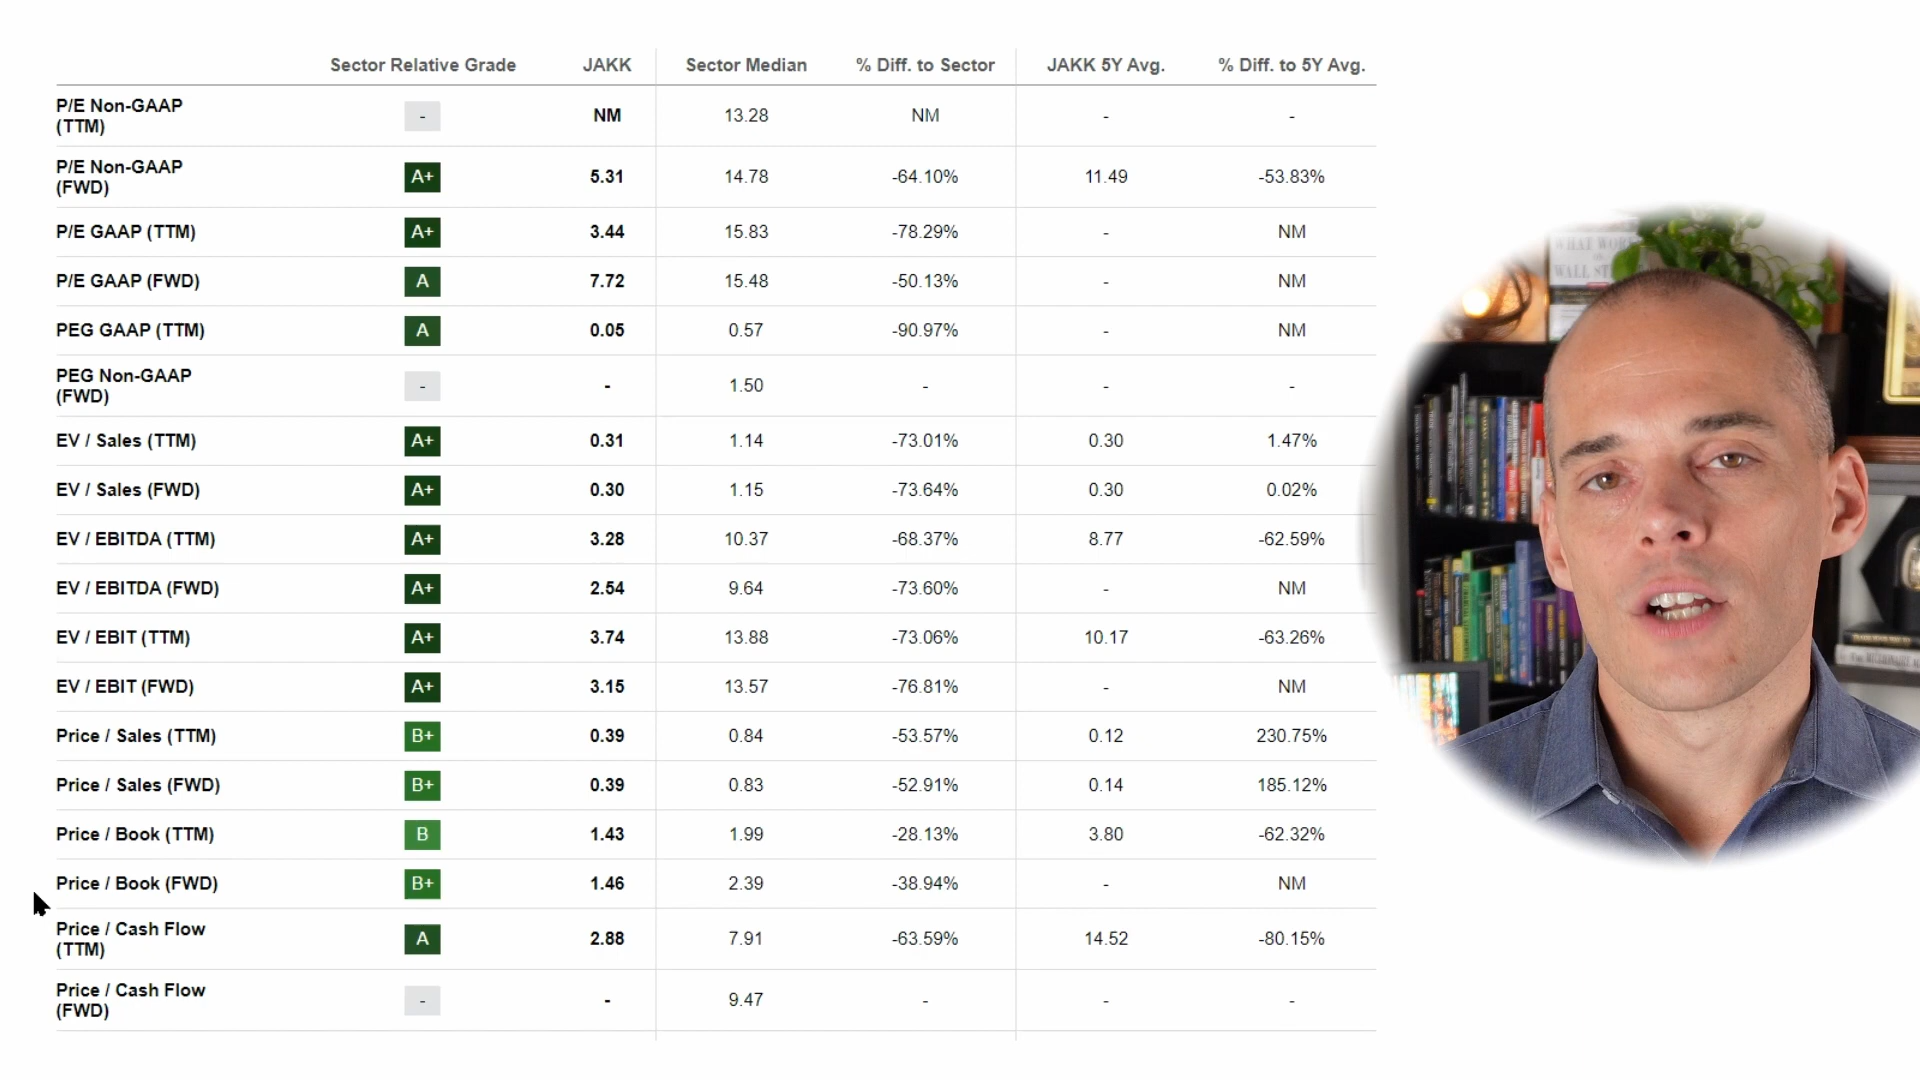 Sector Relative Grade JAKK Sector Median % Diff. to Sector JAKK 5Y Avg. % Diff. to 5Y Avg.
P/E Non-GAAP
(TTM) - NM 13.28 NM - -
P/E Non-GAAP
(FWD) A+ 5.31 14.78 -64.10% 11.49 -53.83%
P/E GAAP (TTM) A+ 3.44 15.83 -78.29% - NM
P/E GAAP (FWD) A 7.72 15.48 -50.13% - NM
PEG GAAP (TTM) A 0.05 0.57 -90.97% - NM
PEG Non-GAAP
(FWD) - - 1.50 - - -
EV / Sales (TTM) A+ 0.31 1.14 -73.01% 0.30 1.47%
EV / Sales (FWD) A+ 0.30 1.15 -73.64% 0.30 0.02%
EV / EBITDA (TTM) A+ 3.28 10.37 -68.37% 8.77 -62.59%
EV / EBITDA (FWD) A+ 2.54 9.64 -73.60% - NM
EV / EBIT (TTM) A+ 3.74 13.88 -73.06% 10.17 -63.26%
EV / EBIT (FWD) A+ 3.15 13.57 -76.81% - NM
Price / Sales (TTM) B+ 0.39 0.84 -53.57% 0.12 230.75%
Price / Sales (FWD) B+ 0.39 0.83 -52.91% 0.14 185.12%
Price / Book (TTM) B 1.43 1.99 -28.13% 3.80 -62.32%
Price / Book (FWD) B+ 1.46 2.39 -38.94% - NM
Price / Cash Flow
(TTM) A 2.88 7.91 -63.59% 14.52 -80.15%
Price / Cash Flow
(FWD) - - 9.47 - - -
WHAT WOR
WALL ST